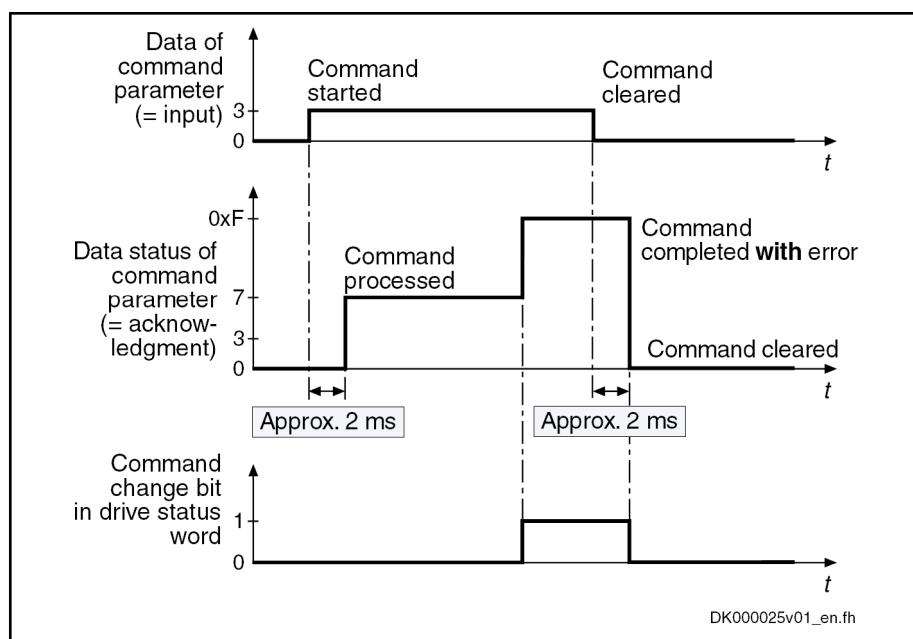 Data of
command
parameter
(= input)
Command
started
Command
cleared
3
0
t
0xF
Data status of
command
parameter
(= acknow-
ledgment)
Command
processed
Command
completed with error
7
3
0
Command cleared
t
Approx. 2 ms
Approx. 2 ms
Command
change bit
in drive status
word
1
0
t
DK000025v01_en.fh